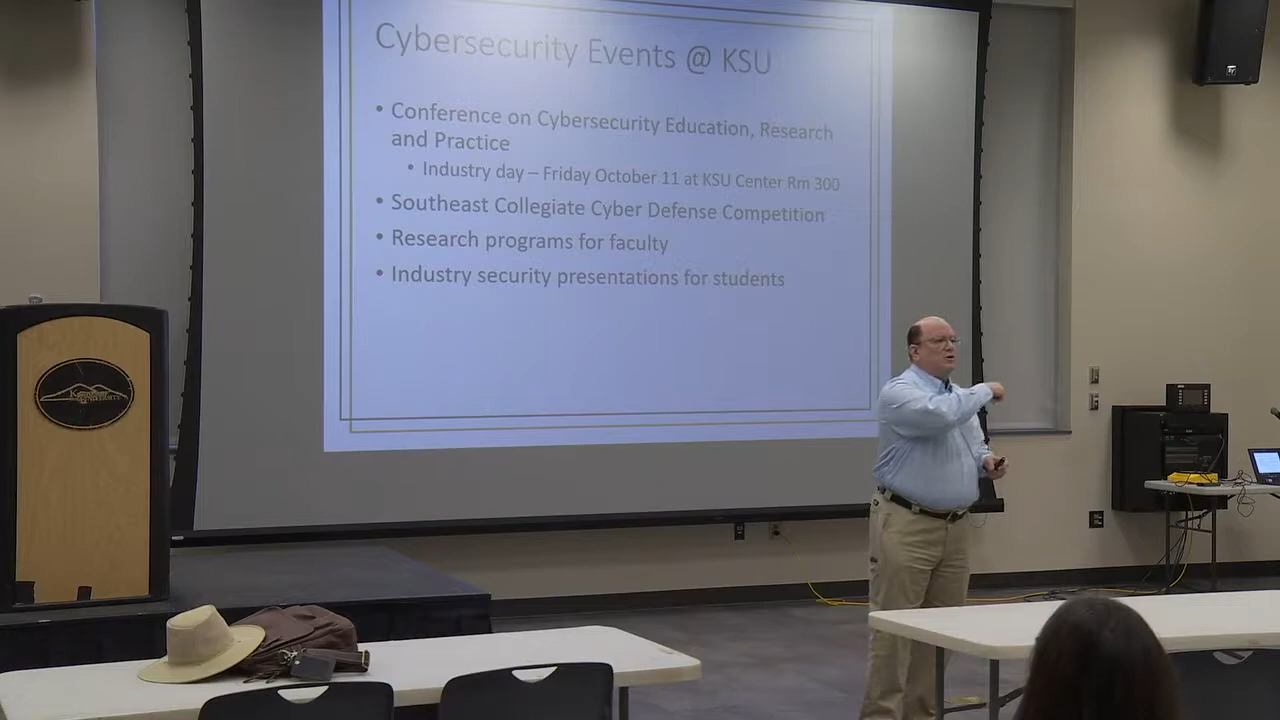 Cybersecurity Events @ KSU
• Conference on Cybersecurity Education, Research
and Practice
• Industry day – Friday October 11 at KSU Center Rm 300
• Southeast Collegiate Cyber Defense Competition
• Research programs for faculty
• Industry security presentations for students